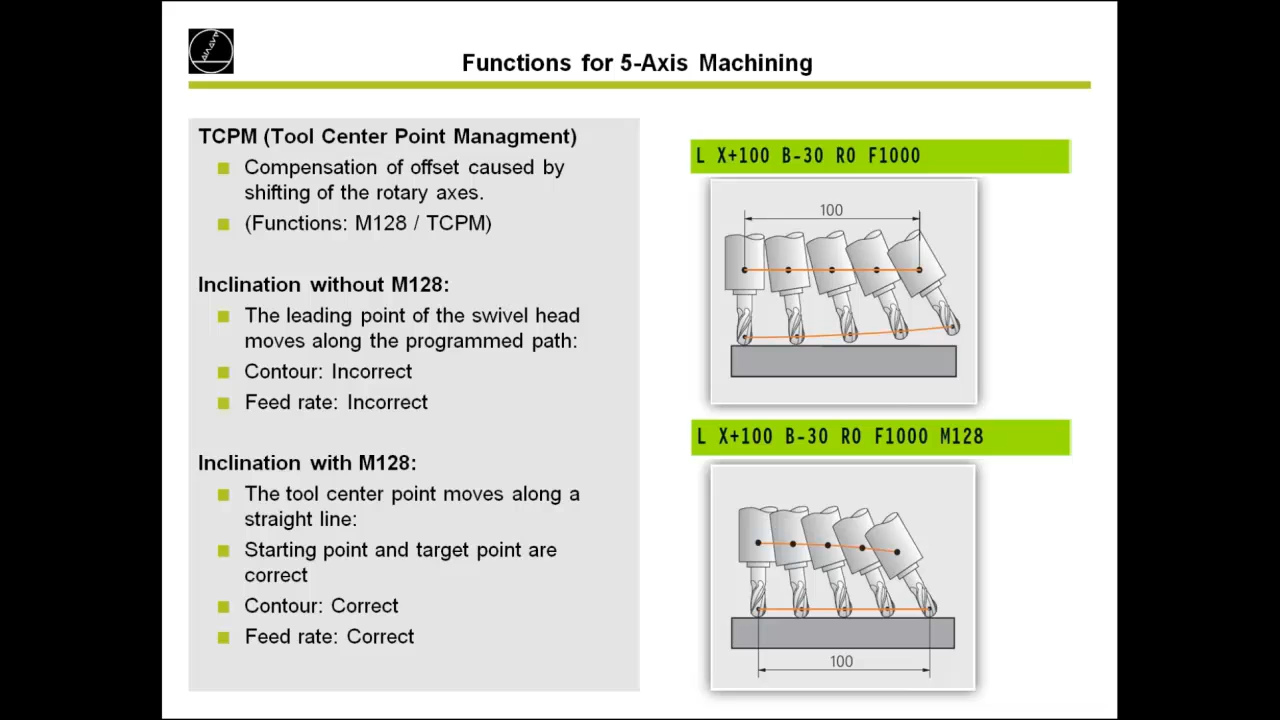 Functions for 5-Axis Machining
TCPM (Tool Center Point Managment)
Compensation of offset caused by
shifting of the rotary axes.
(Functions: M128 / TCPM)
Inclination without M128:
The leading point of the swivel head
moves along the programmed path:
Contour: Incorrect
Feed rate: Incorrect
Inclination with M128:
The tool center point moves along a
straight line:
Starting point and target point are
correct
Contour: Correct
Feed rate: Correct
L X+100 B-30 R0 F1000
100
L X+100 B-30 R0 F1000 M128
100